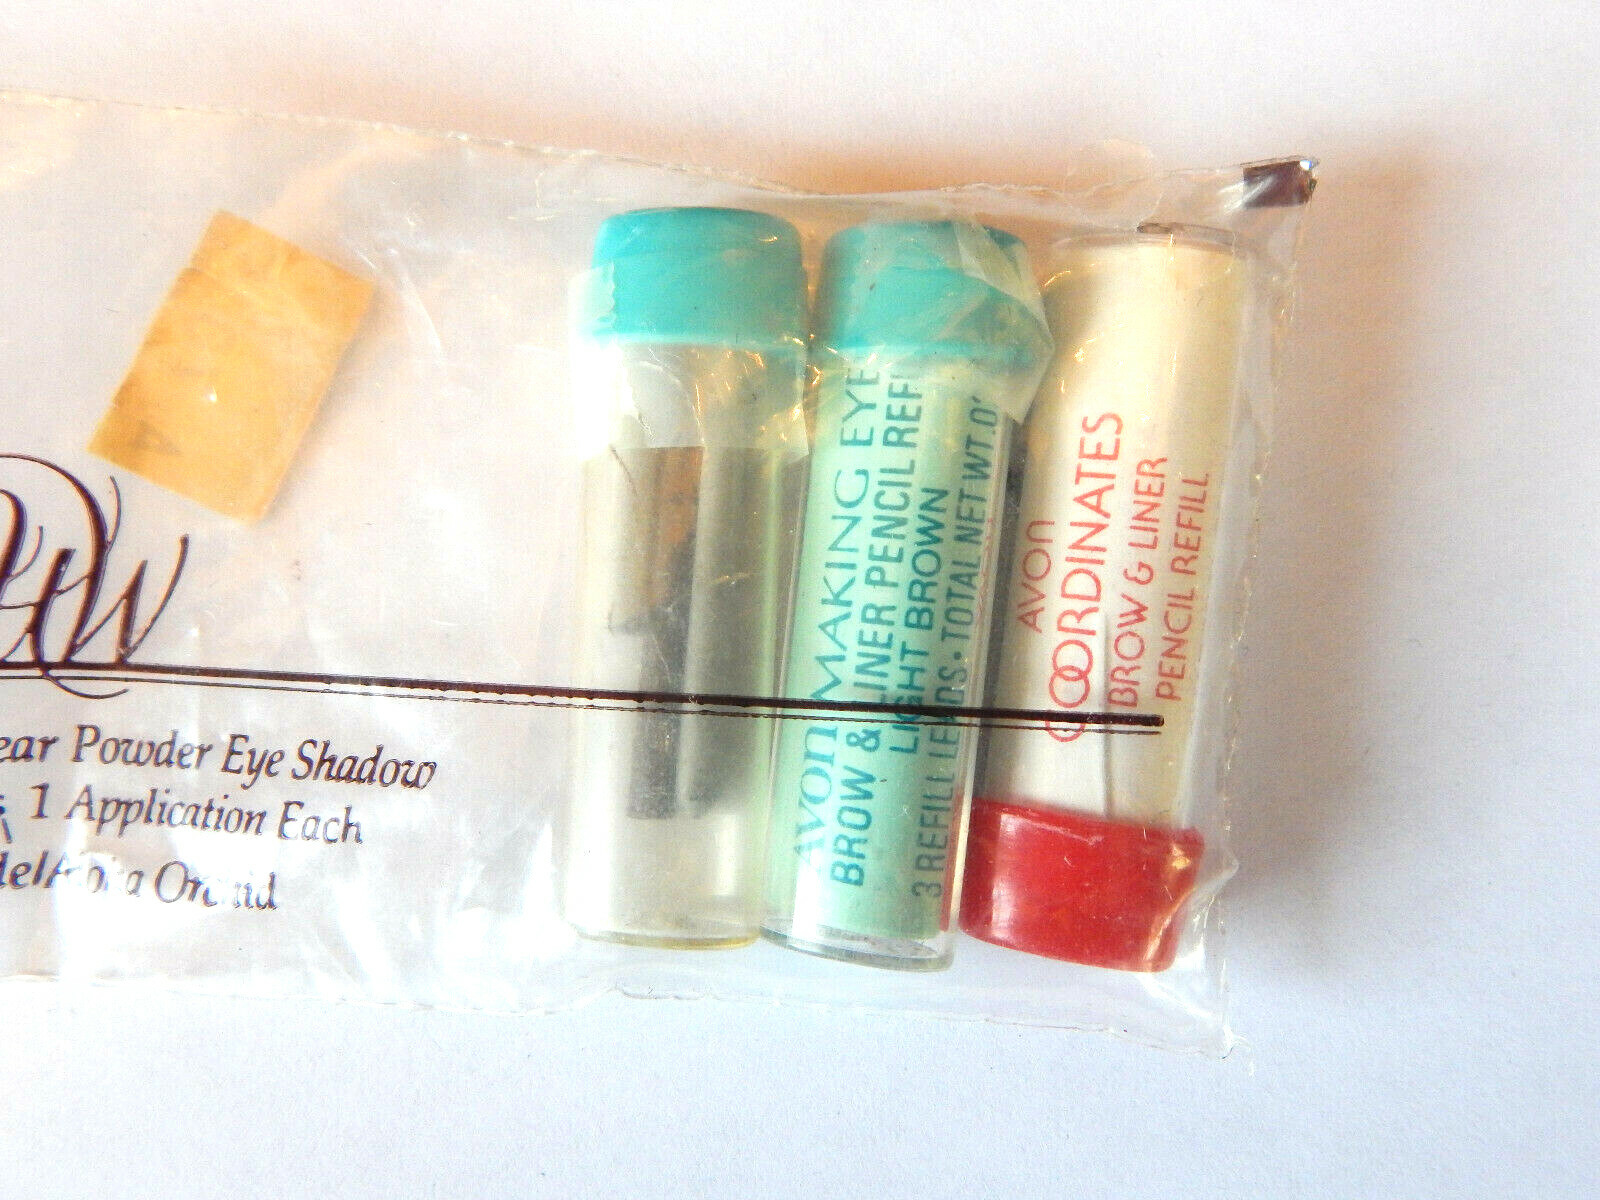 Powder Eye Shadow
1 Application Each
AVON MAKING EYE
BROW & LINER PENCIL REF
LIGHT BROWN
3 REFILL LEADS • TOTAL NET WT.
AVON
COORDINATES
BROW & LINER
PENCIL REFILL